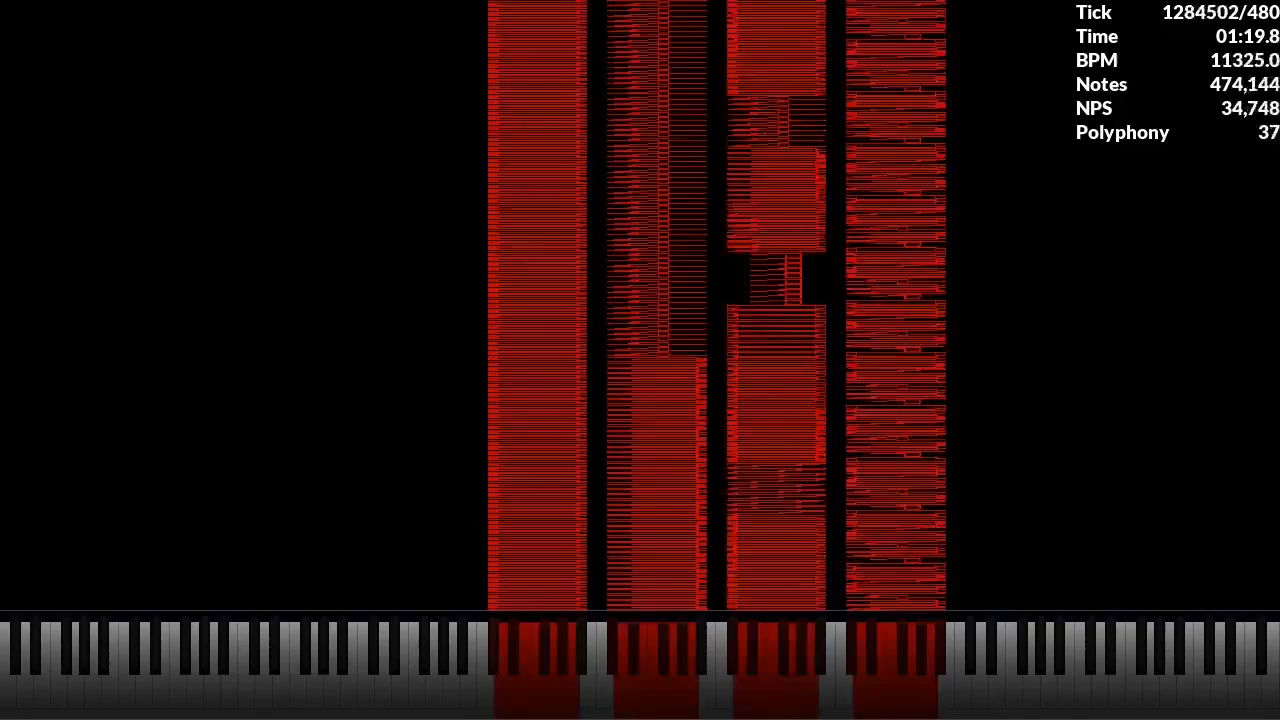 Tick 1284502/480
Time 01:19.8
BPM 11325.0
Notes 474,144
NPS 34,748
Polyphony 37